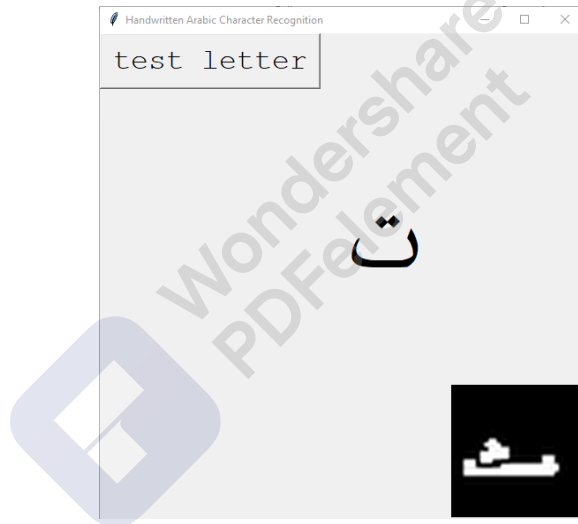 Handwritten Arabic Character Recognition
test letter
ت
Wondershare
PDFelement